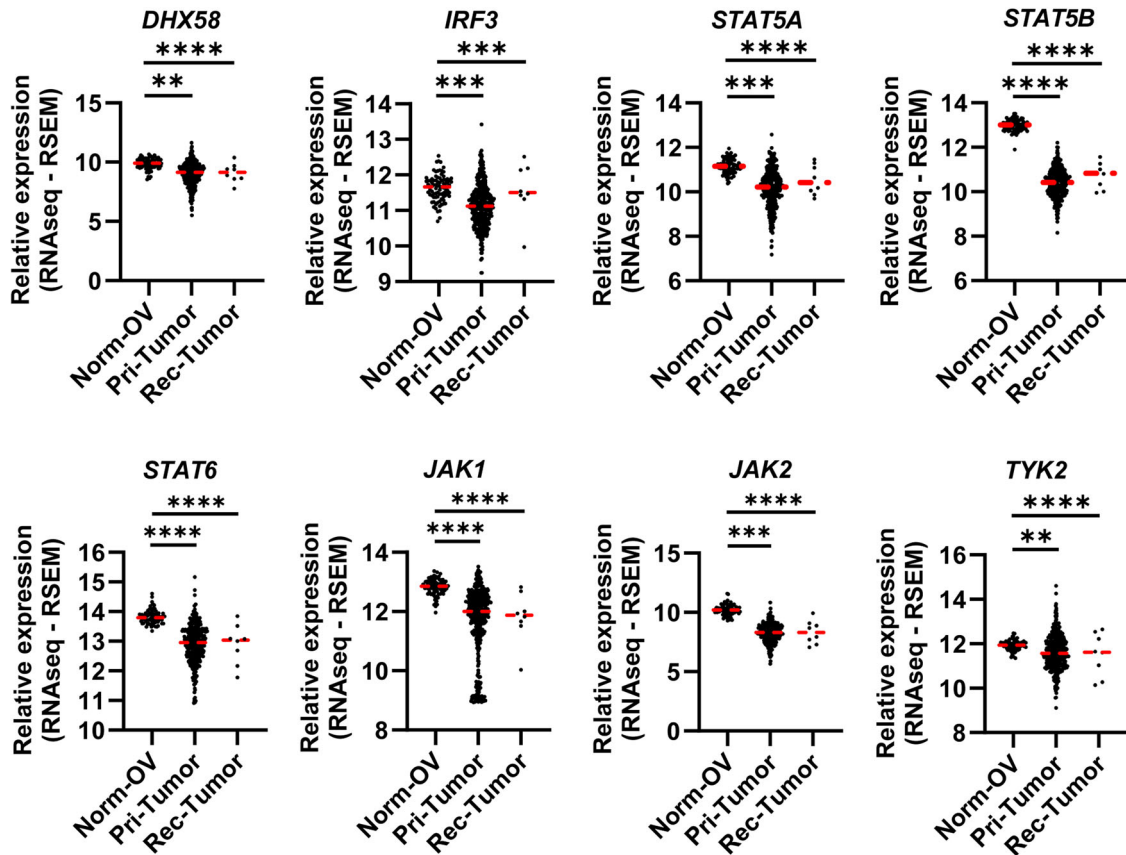 DHX58
****
**
Relative expression
(RNAseq - RSEM)
15
10
5
0
Norm-OV
Pri-Tumor
Rec-Tumor
IRF3
***
***
Relative expression
(RNAseq - RSEM)
14
13
12
11
10
9
Norm-OV
Pri-Tumor
Rec-Tumor
STAT5A
****
***
Relative expression
(RNAseq - RSEM)
14
12
10
8
6
Norm-OV
Pri-Tumor
Rec-Tumor
STAT5B
****
****
Relative expression
(RNAseq - RSEM)
14
12
10
8
6
Norm-OV
Pri-Tumor
Rec-Tumor
STAT6
****
****
Relative expression
(RNAseq - RSEM)
16
15
14
13
12
11
10
Norm-OV
Pri-Tumor
Rec-Tumor
JAK1
****
****
Relative expression
(RNAseq - RSEM)
14
12
10
8
Norm-OV
Pri-Tumor
Rec-Tumor
JAK2
****
***
Relative expression
(RNAseq - RSEM)
15
10
5
0
Norm-OV
Pri-Tumor
Rec-Tumor
TYK2
****
**
Relative expression
(RNAseq - RSEM)
16
14
12
10
8
Norm-OV
Pri-Tumor
Rec-Tumor